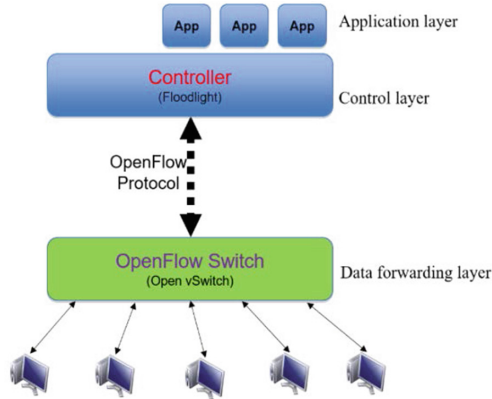 App App App Application layer
Controller
(Floodlight)
Control layer
OpenFlow
Protocol
OpenFlow Switch
(Open vSwitch)
Data forwarding layer